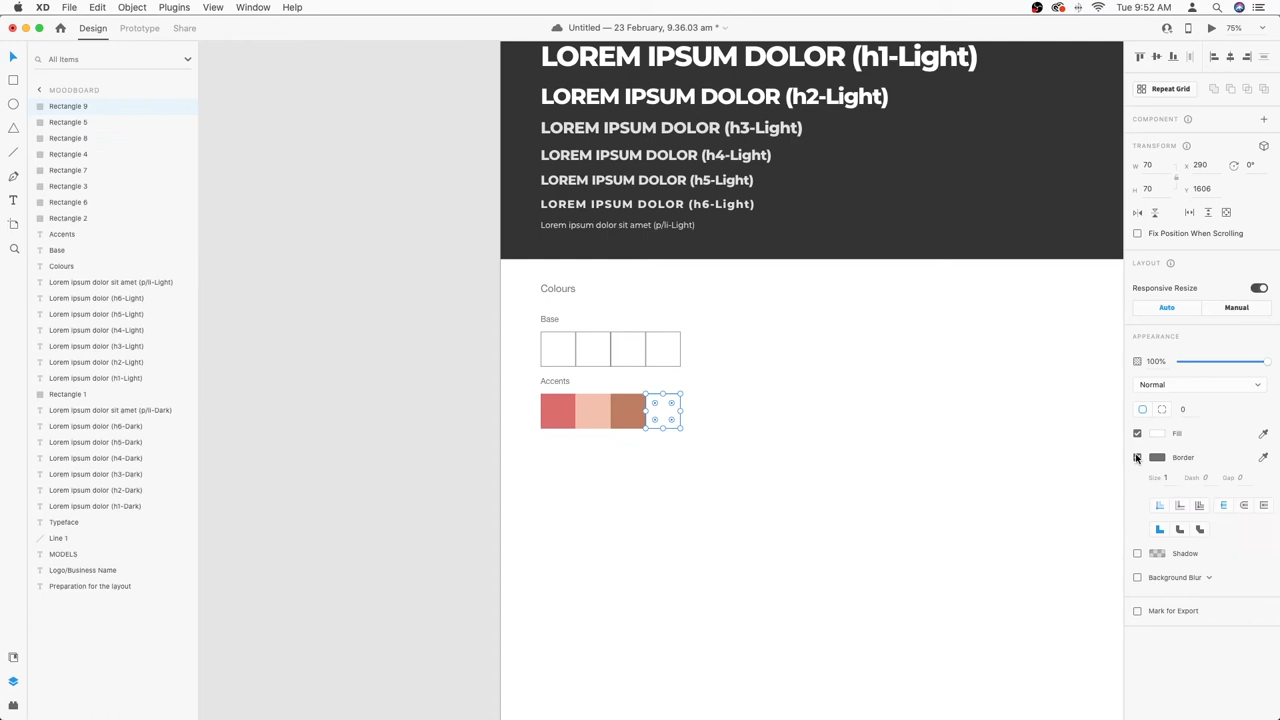 XD File Edit Object Plugins View Window Help
Tue 9:52 AM
Design Prototype Share
Untitled — 23 February, 9.36.03 am *
75%
All Items
MOODBOARD
Rectangle 9
Rectangle 5
Rectangle 8
Rectangle 4
Rectangle 7
Rectangle 3
Rectangle 6
Rectangle 2
Accents
Base
Colours
Lorem ipsum dolor sit amet (p/li-Light)
Lorem ipsum dolor (h6-Light)
Lorem ipsum dolor (h5-Light)
Lorem ipsum dolor (h4-Light)
Lorem ipsum dolor (h3-Light)
Lorem ipsum dolor (h2-Light)
Lorem ipsum dolor (h1-Light)
Rectangle 1
Lorem ipsum dolor sit amet (p/li-Dark)
Lorem ipsum dolor (h6-Dark)
Lorem ipsum dolor (h5-Dark)
Lorem ipsum dolor (h4-Dark)
Lorem ipsum dolor (h3-Dark)
Lorem ipsum dolor (h2-Dark)
Lorem ipsum dolor (h1-Dark)
Typeface
Line 1
MODELS
Logo/Business Name
Preparation for the layout
LOREM IPSUM DOLOR (h1-Light)
LOREM IPSUM DOLOR (h2-Light)
LOREM IPSUM DOLOR (h3-Light)
LOREM IPSUM DOLOR (h4-Light)
LOREM IPSUM DOLOR (h5-Light)
LOREM IPSUM DOLOR (h6-Light)
Lorem ipsum dolor sit amet (p/li-Light)
Colours
Base
Accents
Repeat Grid
COMPONENT
TRANSFORM
W 70 X 290 0°
H 70 Y 1606
Fix Position When Scrolling
LAYOUT
Responsive Resize
Auto Manual
APPEARANCE
100%
Normal
0
Fill
Border
Size 1 Dash 0 Gap 0
Shadow
Background Blur
Mark for Export